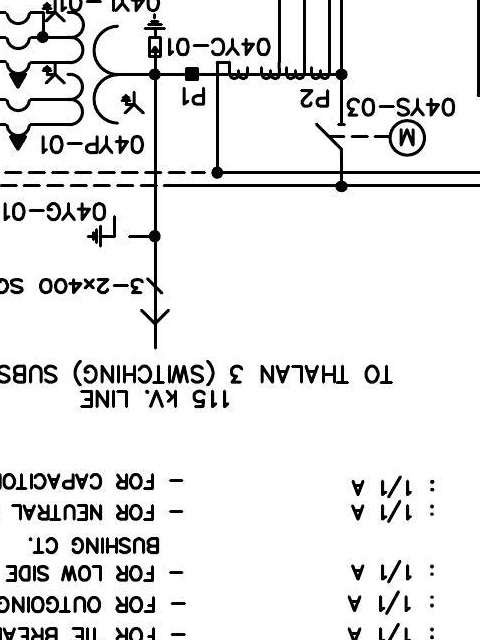 : 1/1 A - FOR TIE BREA
: 1/1 A - FOR OUTGOING
: 1/1 A - FOR LOW SIDE
BUSHING CT.
: 1/1 A - FOR NEUTRAL
: 1/1 A - FOR CAPACITO
115 kV. LINE
TO THALAN 3 (SWITCHING) SUBS
3-2x400 SQ
04YG-01
M 04YP-01
04YS-03
P2 P1
04YC-01
04YL-01